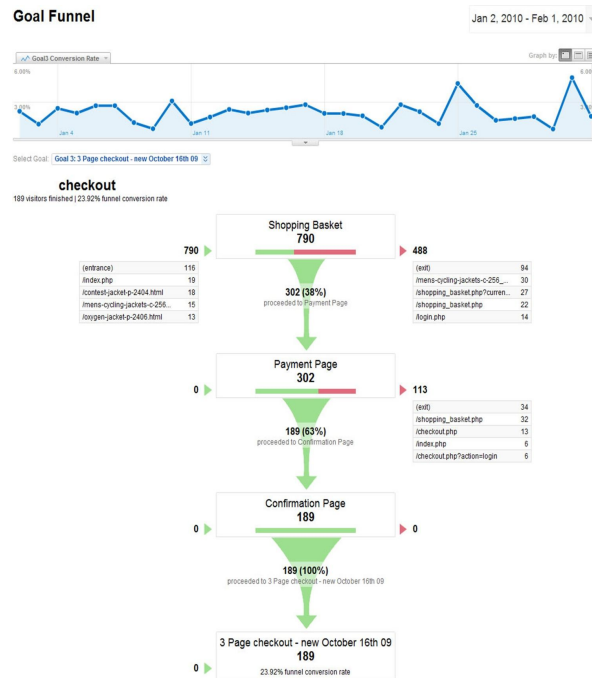 Goal Funnel
Jan 2, 2010 - Feb 1, 2010
Goal3 Conversion Rate
Graph by:
6.00%
6.00
3.00%
Jan 4
Jan 11
Jan 18
Jan 25
Select Goal: Goal 3: 3 Page checkout - new October 16th 09
checkout
189 visitors finished | 23.92% funnel conversion rate
Shopping Basket
790
790
488
(entrance) 116
/index.php 19
/contest-jacket-p-2404.html 18
/mens-cycling-jackets-c-256... 15
/oxygen-jacket-p-2406.html 13
(exit) 94
/mens-cycling-jackets-c-256_... 30
/shopping_basket.php?curren... 27
/shopping_basket.php 22
/login.php 14
302 (38%)
proceeded to Payment Page
Payment Page
302
0
113
(exit) 34
/shopping_basket.php 32
/checkout.php 13
/index.php 6
/checkout.php?action=login 6
189 (63%)
proceeded to Confirmation Page
Confirmation Page
189
0
0
189 (100%)
proceeded to 3 Page checkout - new October 16th 09
3 Page checkout - new October 16th 09
189
0
23.92% funnel conversion rate